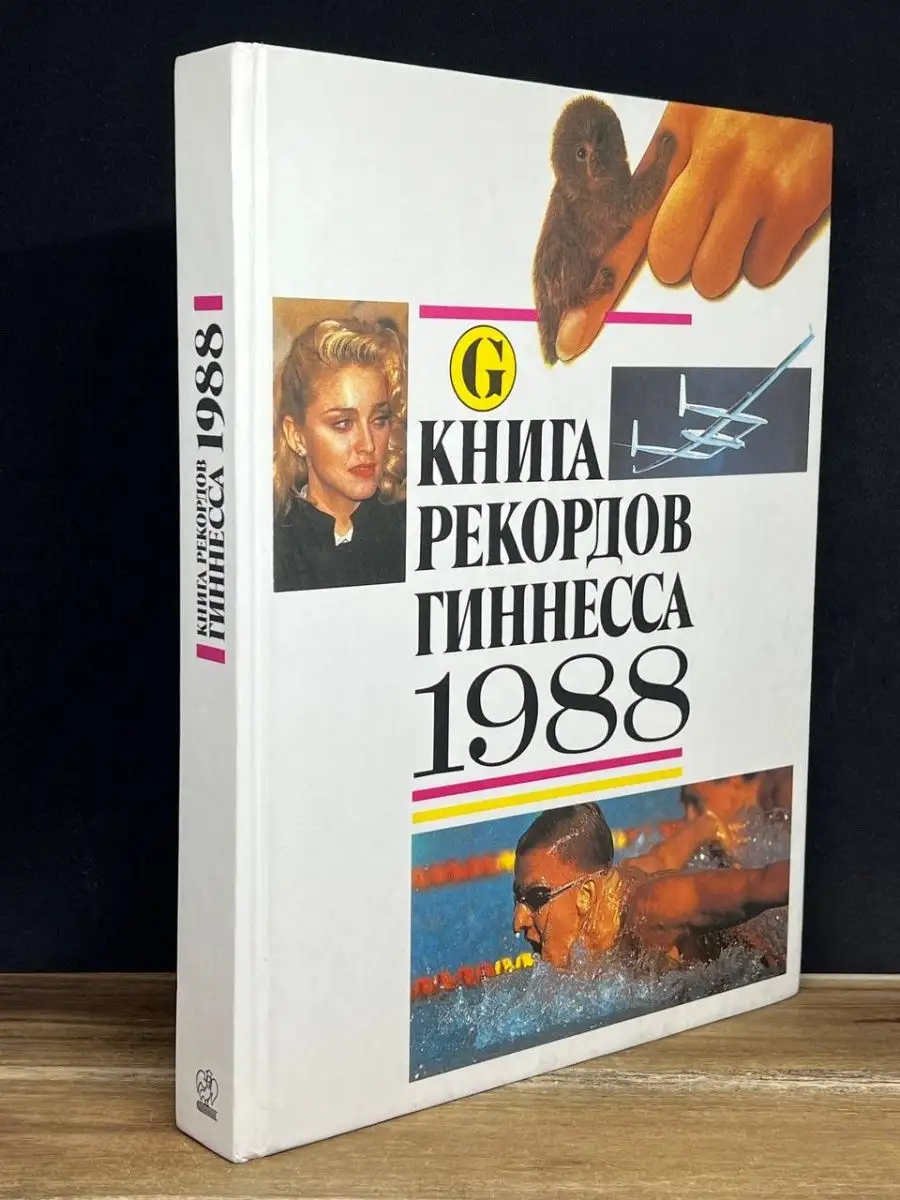 КНИГА РЕКОРДОВ
ГИННЕССА 1988
G
КНИГА
РЕКОРДОВ
ГИННЕССА
1988